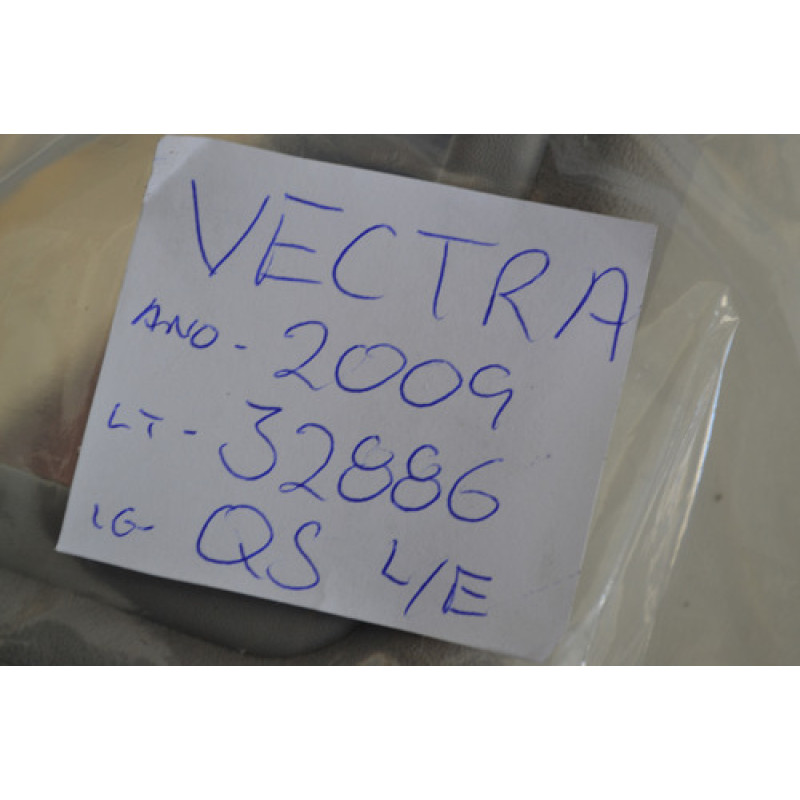 VECTRA
ANO - 2009
LT - 32886
LG - QS L/E